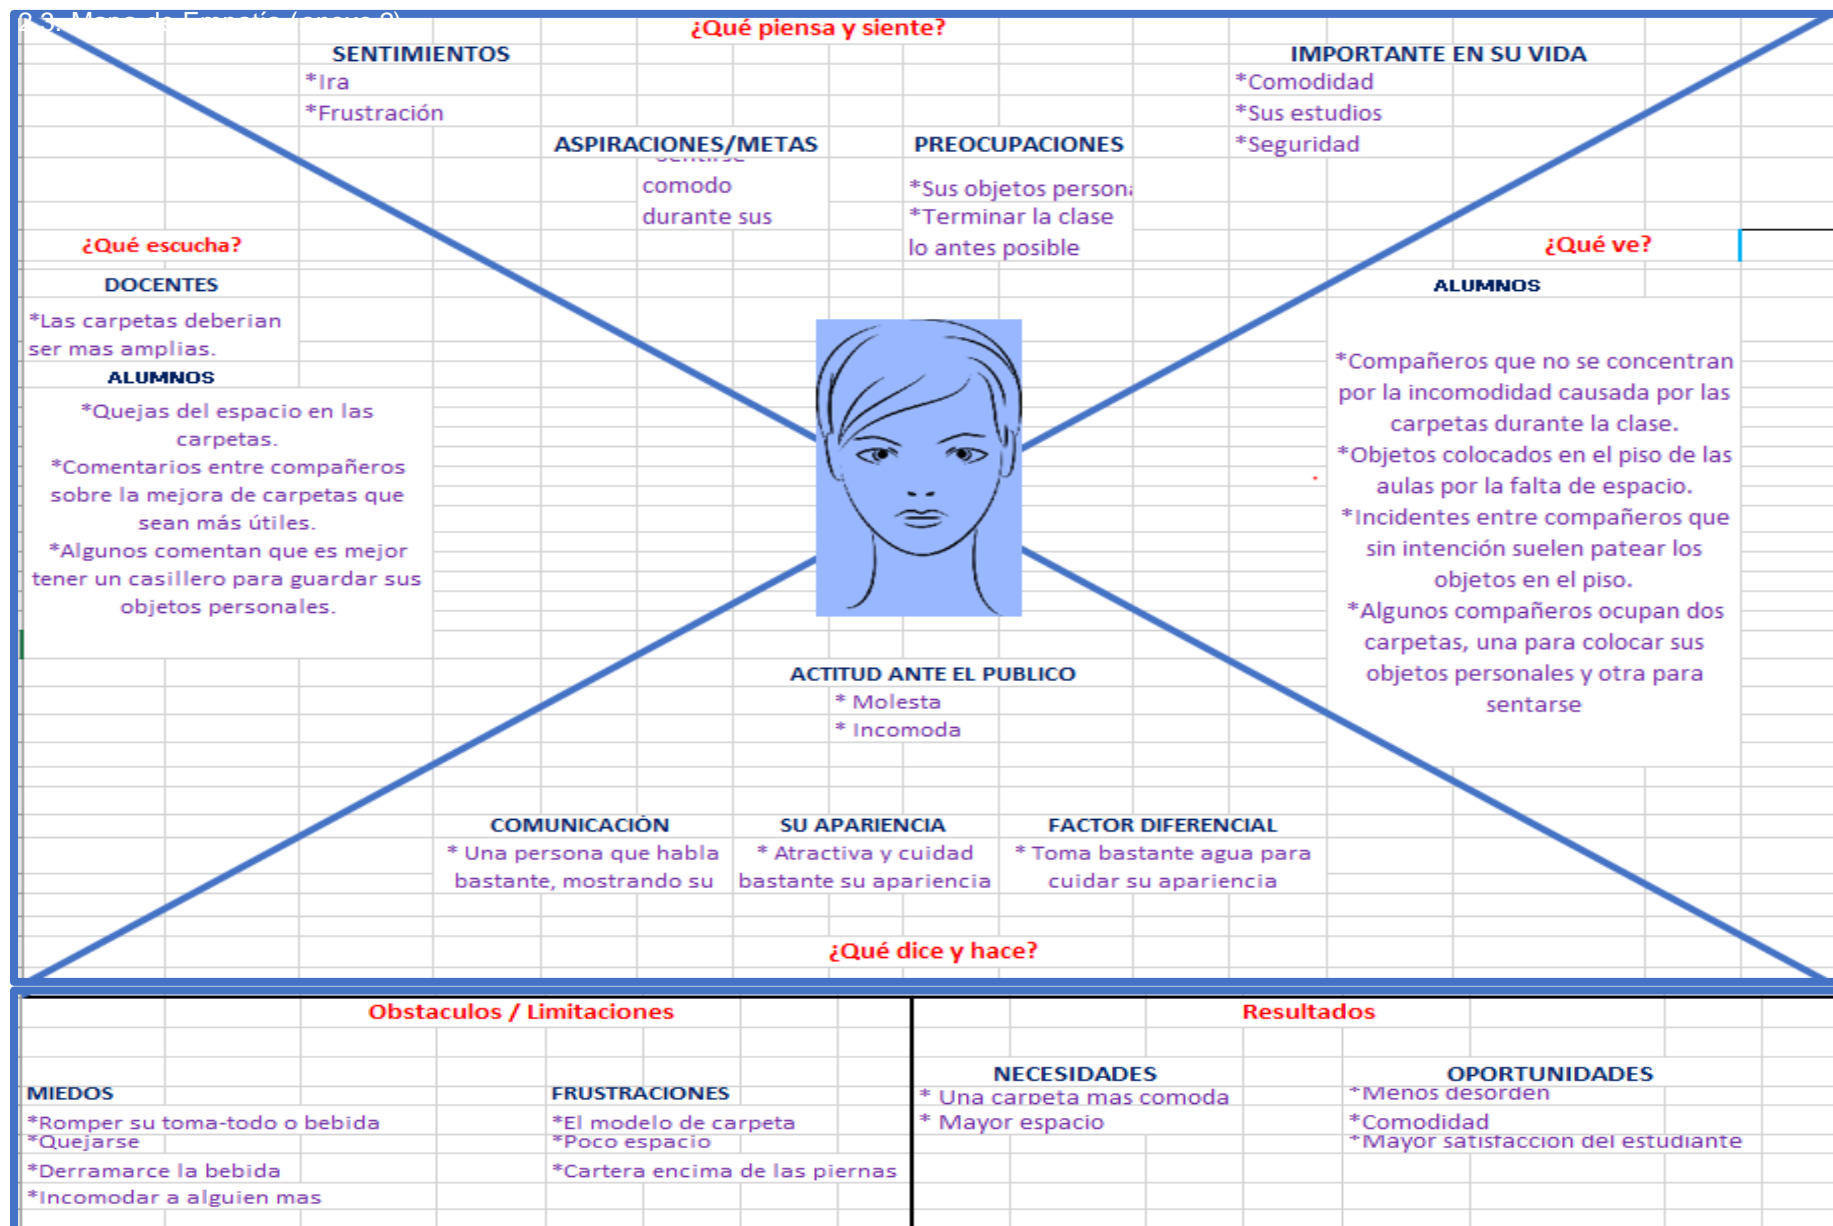 2.3. Mapa de Empatía (apoyo 2)
¿Qué piensa y siente?
SENTIMIENTOS
*Ira
*Frustración
IMPORTANTE EN SU VIDA
*Comodidad
*Sus estudios
*Seguridad
ASPIRACIONES/METAS
comodo
durante sus
PREOCUPACIONES
*Sus objetos persona
*Terminar la clase
lo antes posible
¿Qué escucha?
DOCENTES
*Las carpetas deberian
ser mas amplias.
ALUMNOS
*Quejas del espacio en las
carpetas.
*Comentarios entre compañeros
sobre la mejora de carpetas que
sean más útiles.
*Algunos comentan que es mejor
tener un casillero para guardar sus
objetos personales.
¿Qué ve?
ALUMNOS
*Compañeros que no se concentran
por la incomodidad causada por las
carpetas durante la clase.
*Objetos colocados en el piso de las
aulas por la falta de espacio.
*Incidentes entre compañeros que
sin intención suelen patear los
objetos en el piso.
*Algunos compañeros ocupan dos
carpetas, una para colocar sus
objetos personales y otra para
sentarse
ACTITUD ANTE EL PUBLICO
* Molesta
* Incomoda
COMUNICACIÓN
* Una persona que habla
bastante, mostrando su
SU APARIENCIA
* Atractiva y cuidad
bastante su apariencia
FACTOR DIFERENCIAL
* Toma bastante agua para
cuidar su apariencia
¿Qué dice y hace?
Obstaculos / Limitaciones
MIEDOS
*Romper su toma-todo o bebida
*Quejarse
*Derramarce la bebida
*Incomodar a alguien mas
FRUSTRACIONES
*El modelo de carpeta
*Poco espacio
*Cartera encima de las piernas
Resultados
NECESIDADES
* Una carpeta mas comoda
* Mayor espacio
OPORTUNIDADES
*Menos desorden
*Comodidad
*Mayor satisfaccion del estudiante